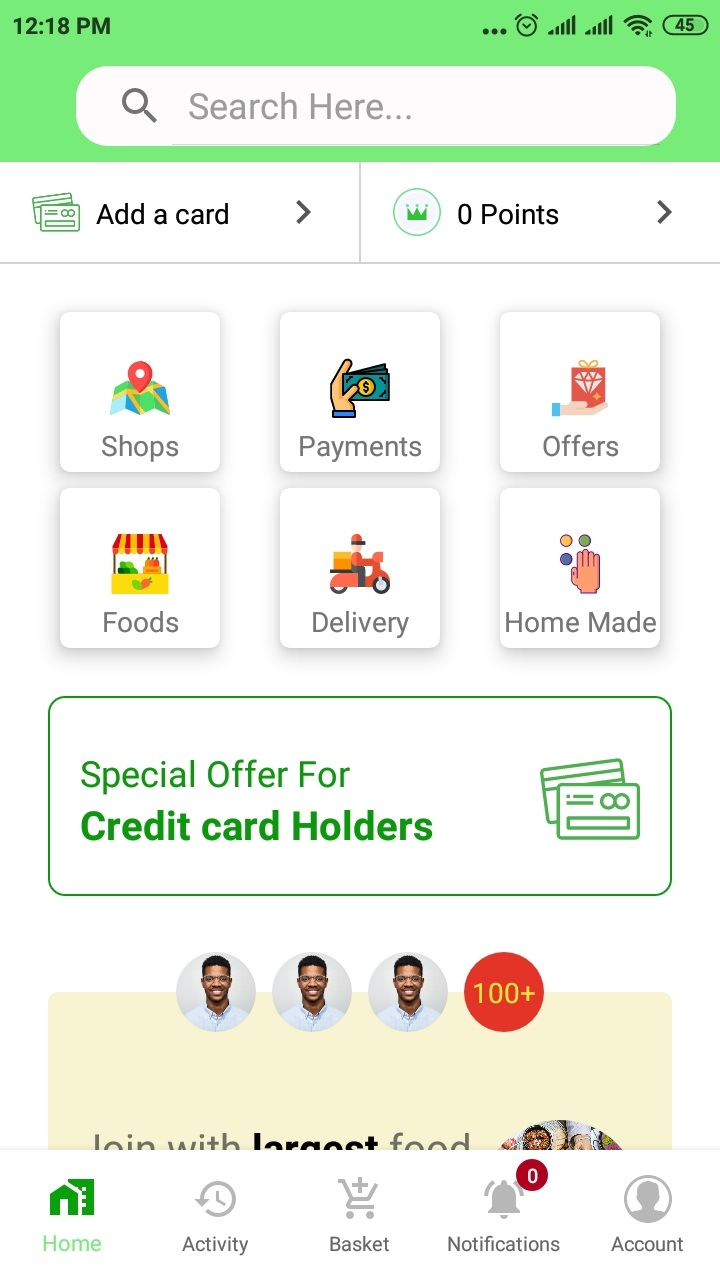 12:18 PM
45
Search Here...
Add a card
0 Points
Shops
Payments
Offers
Foods
Delivery
Home Made
Special Offer For
Credit card Holders
100+
Join with largest food
0
Home
Activity
Basket
Notifications
Account